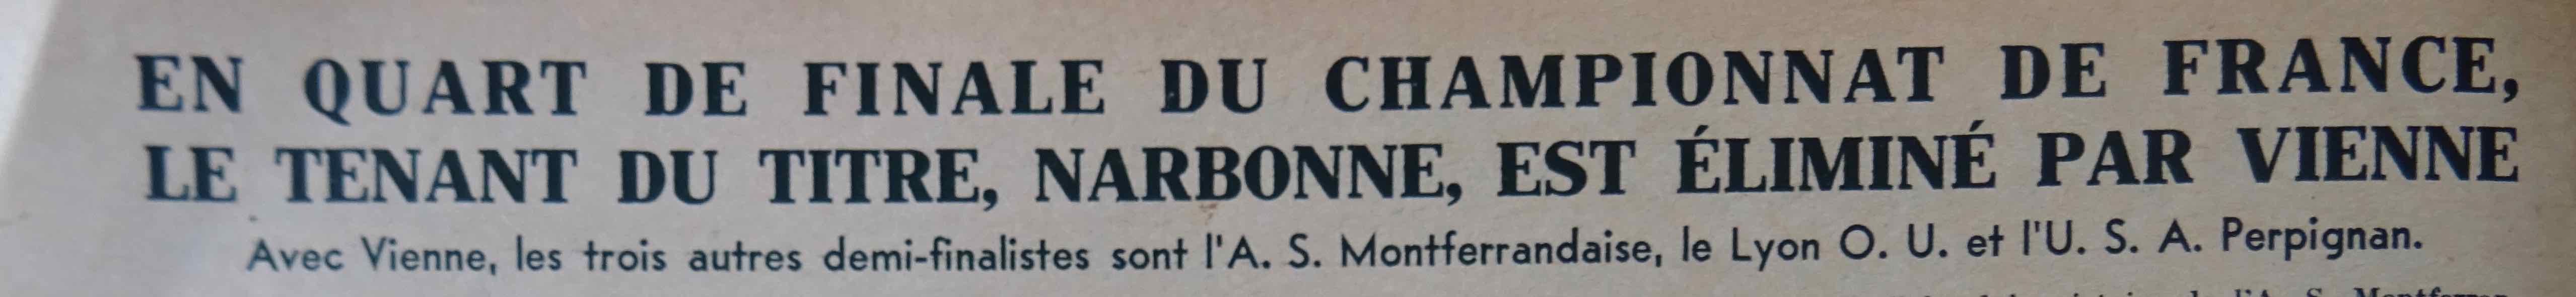 EN QUART DE FINALE DU CHAMPIONNAT DE FRANCE,
LE TENANT DU TITRE, NARBONNE, EST ÉLIMINÉ PAR VIENNE
Avec Vienne, les trois autres demi-finalistes sont l'A. S. Montferrandaise, le Lyon O. U. et l'U. S. A. Perpignan.